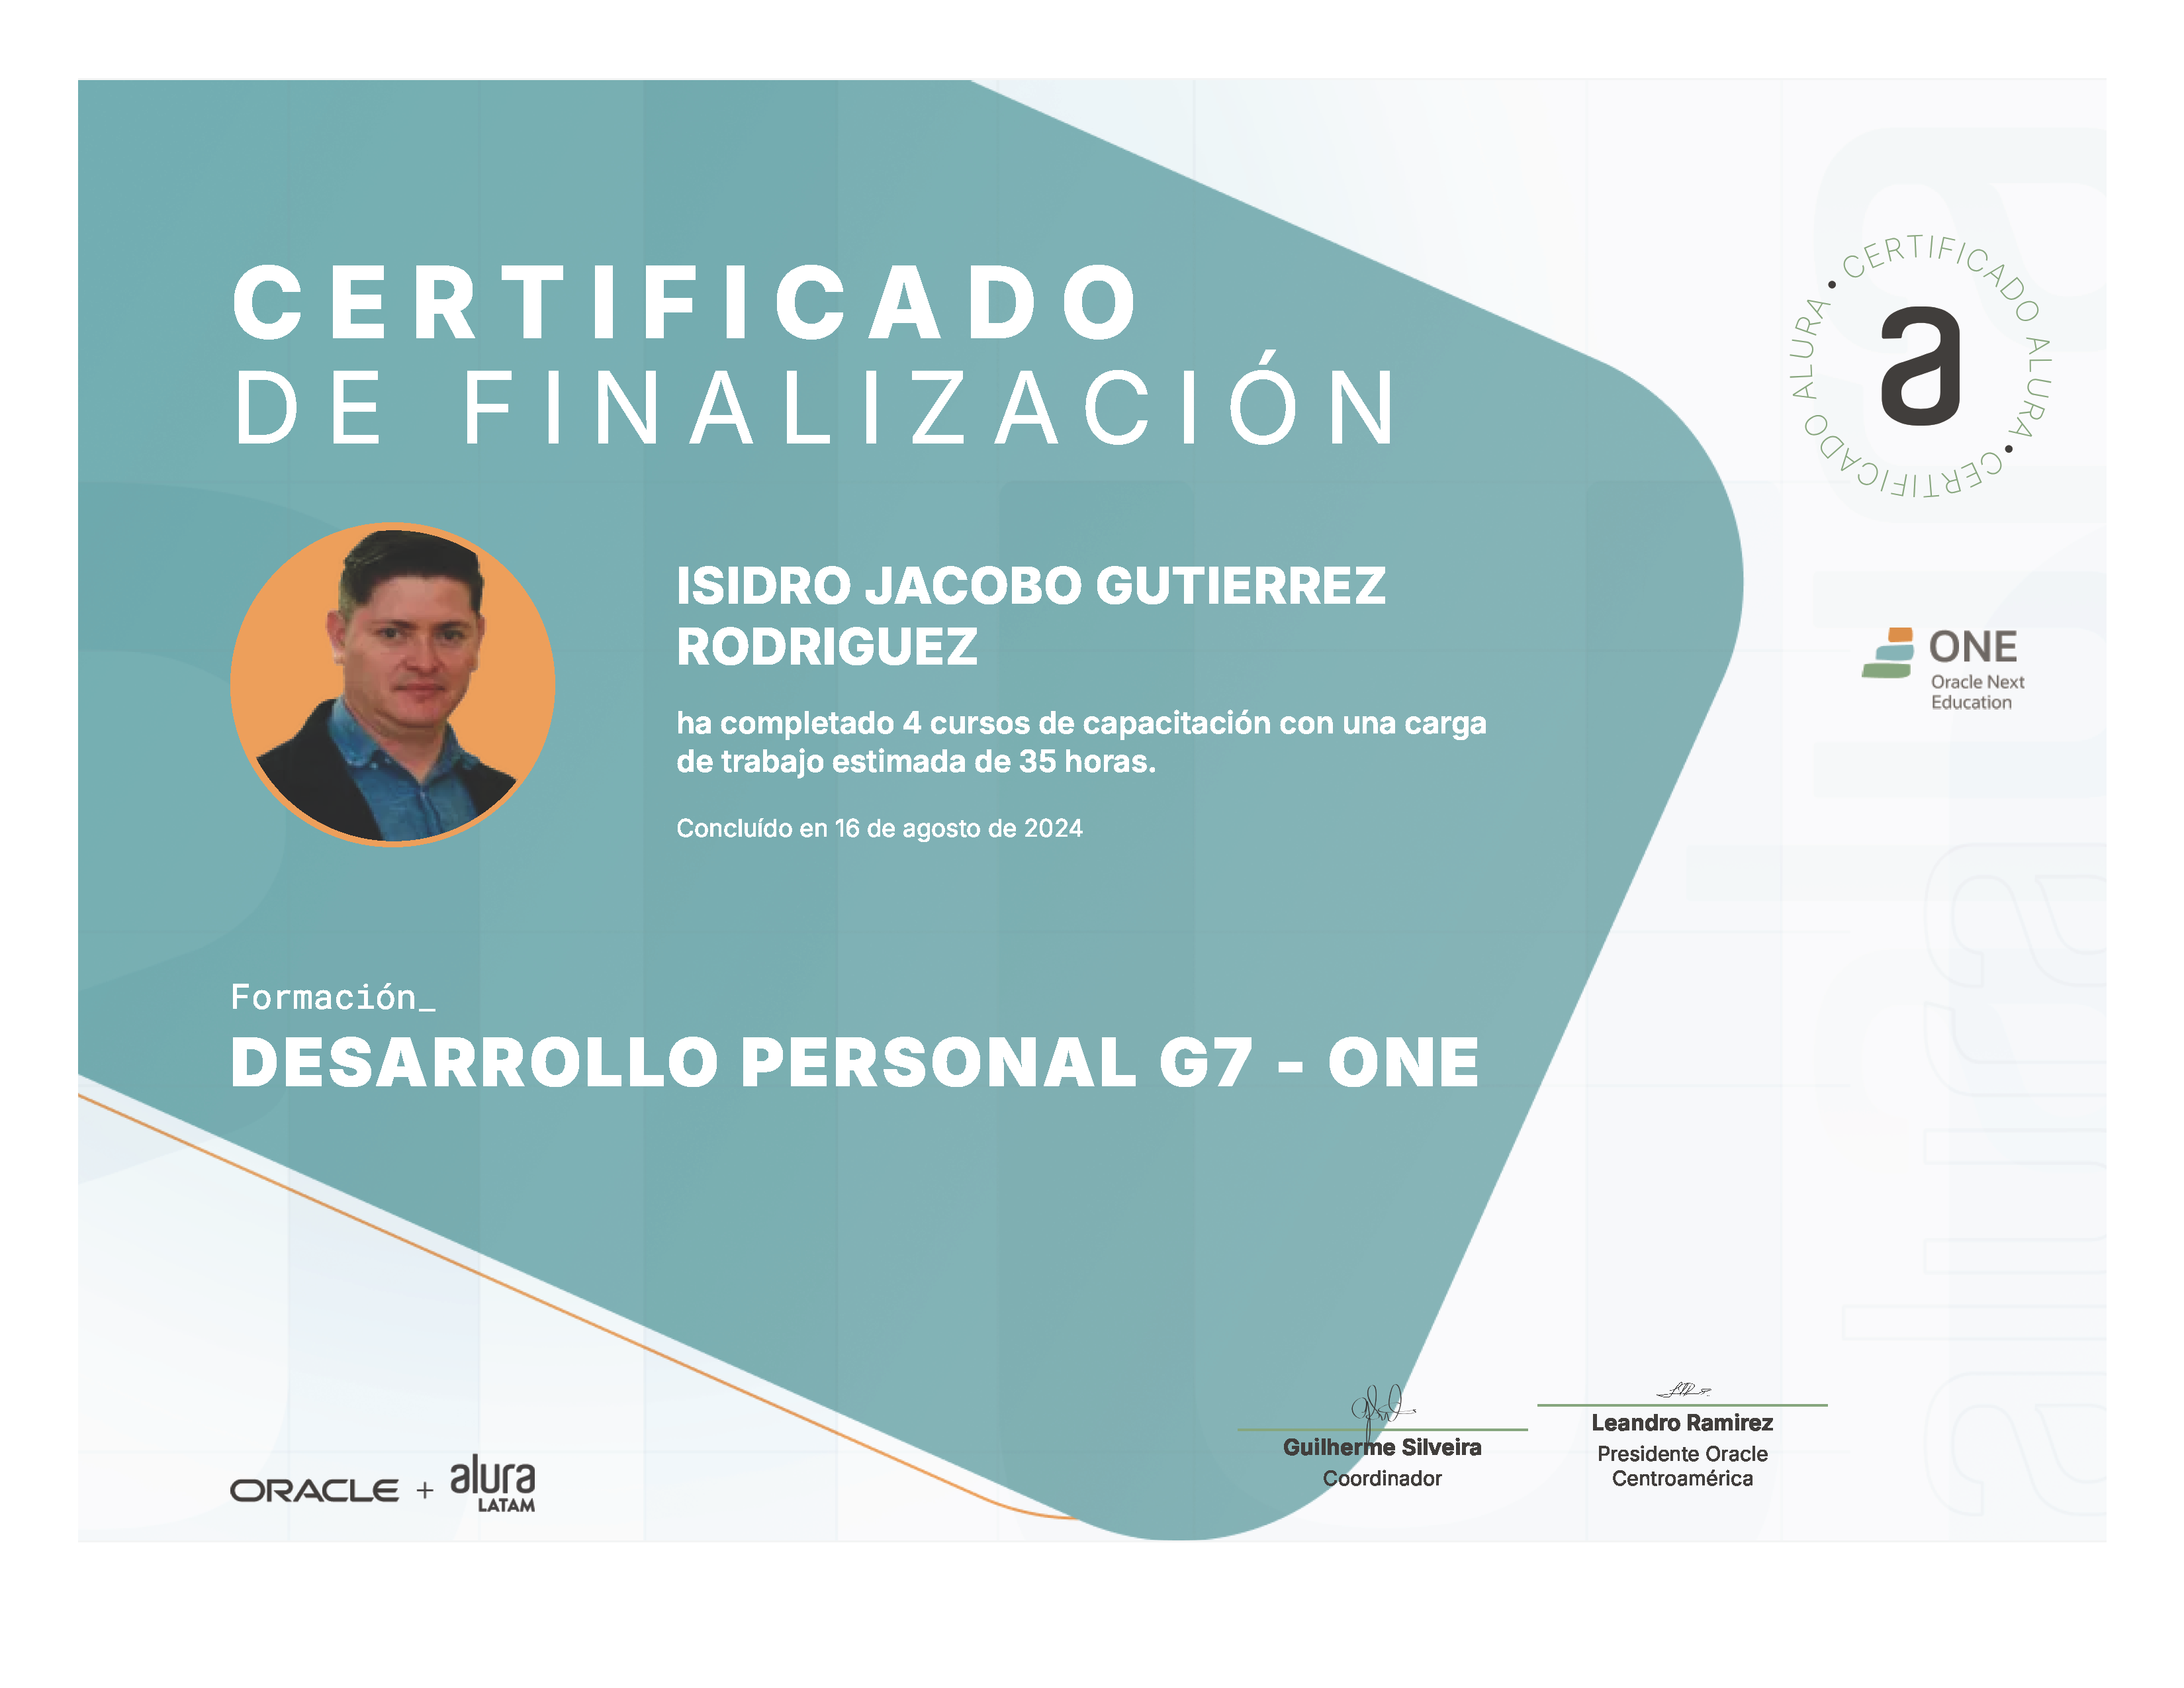 CERTIFICADO
DE FINALIZACIÓN
CERTIFICADO ALURA • CERTIFICADO ALURA •
a
ISIDRO JACOBO GUTIERREZ
RODRIGUEZ
ha completado 4 cursos de capacitación con una carga
de trabajo estimada de 35 horas.
Concluído en 16 de agosto de 2024
ONE
Oracle Next
Education
Formación_
DESARROLLO PERSONAL G7 - ONE
ORACLE + alura
LATAM
Guilherme Silveira
Coordinador
Leandro Ramirez
Presidente Oracle
Centroamérica
alura